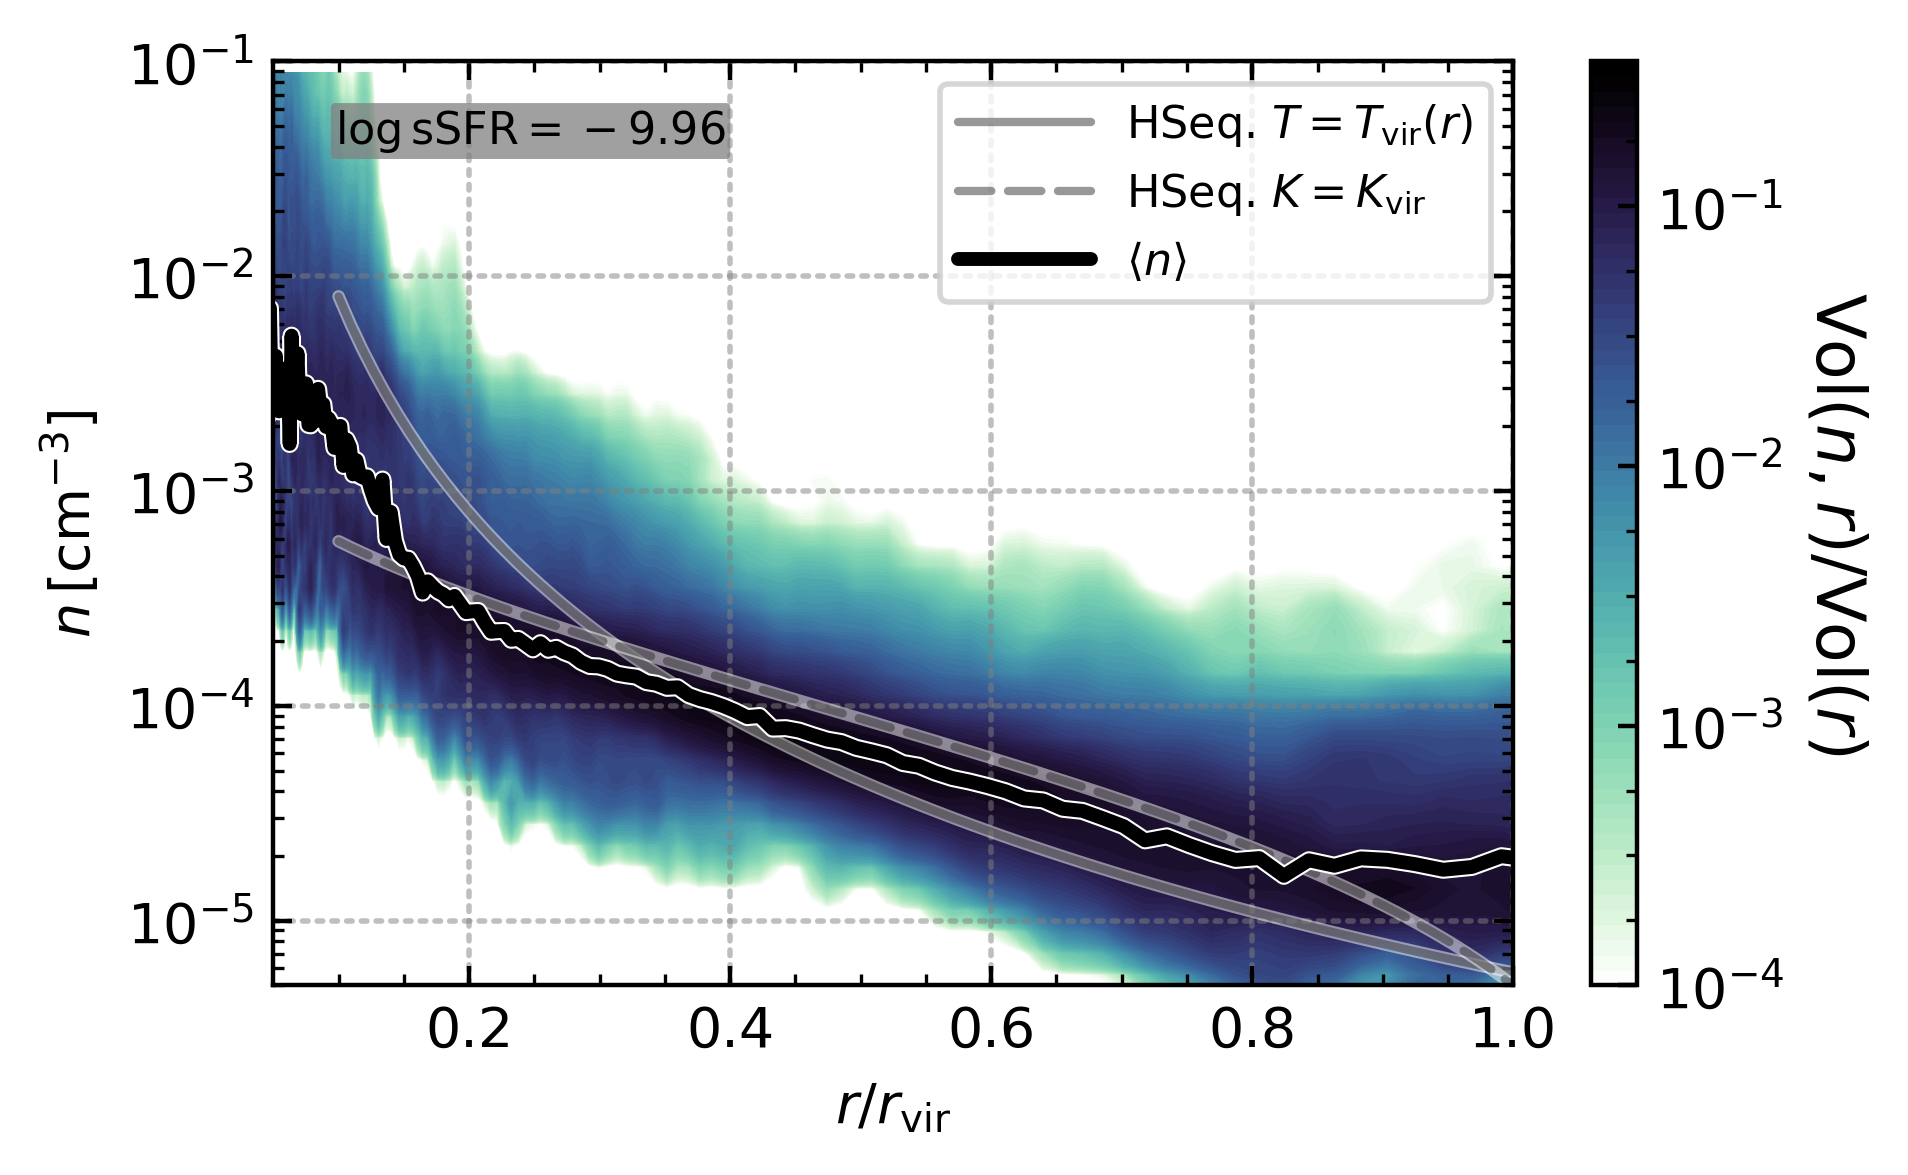 log sSFR = −9.96
HSeq. T = T_vir(r)
HSeq. K = K_vir
⟨n⟩
n [cm⁻³]
10⁻¹
10⁻²
10⁻³
10⁻⁴
10⁻⁵
0.2 0.4 0.6 0.8 1.0
r/r_vir
10⁻¹
10⁻²
10⁻³
10⁻⁴
Vol(n, r)/Vol(r)